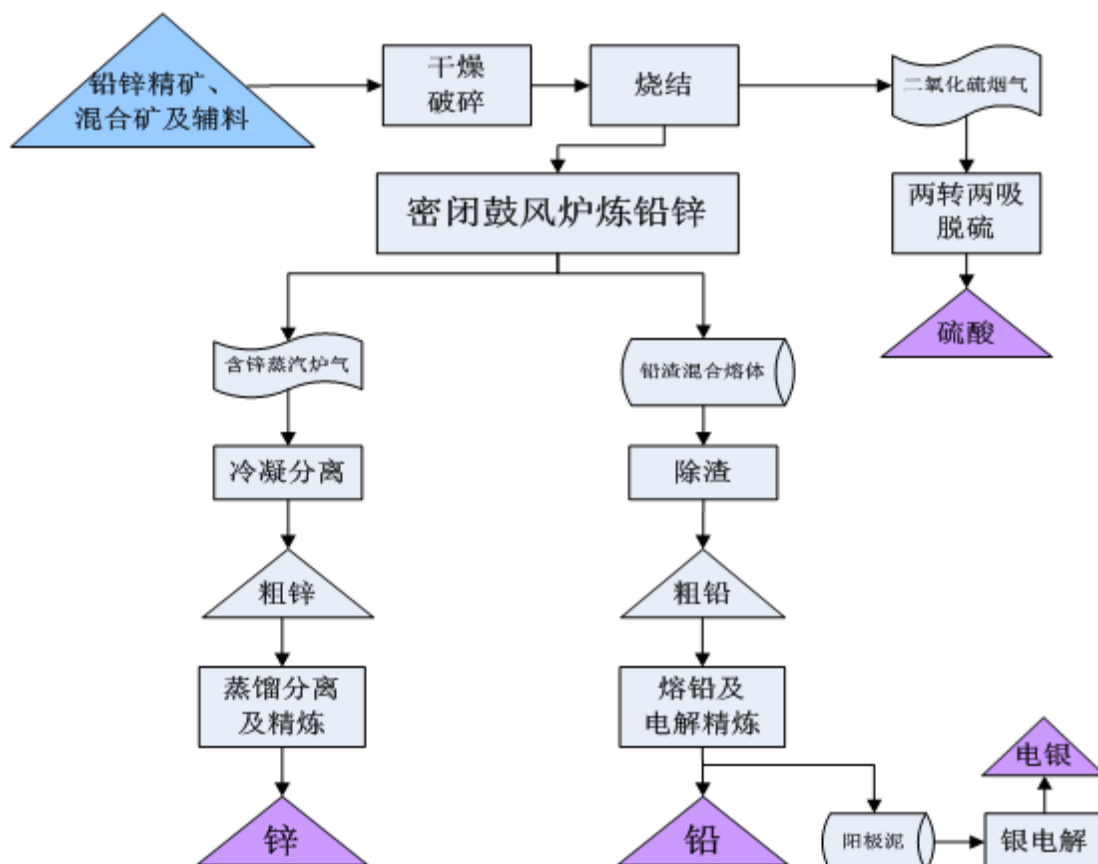 铅锌精矿、
混合矿及辅料
干燥
破碎
烧结
二氧化硫烟气
两转两吸
脱硫
硫酸
密闭鼓风炉炼铅锌
含锌蒸汽炉气
铅渣混合熔体
冷凝分离
除渣
粗锌
粗铅
蒸馏分离
及精炼
熔铅及
电解精炼
锌
铅
阳极泥
银电解
电银